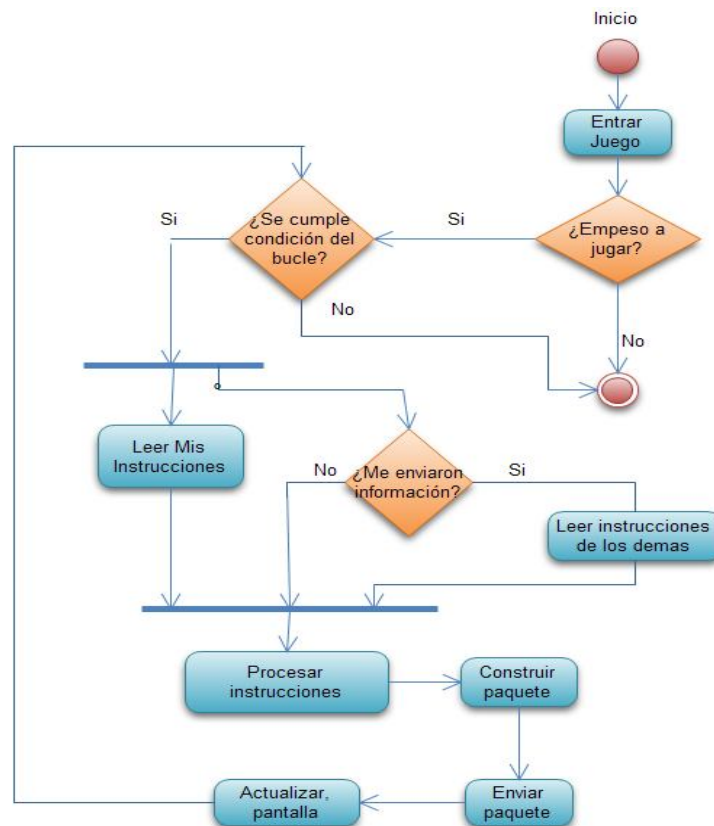 Inicio
Entrar
Juego
¿Empeso a
jugar?
Si
No
¿Se cumple
condición del
bucle?
Si
No
Leer Mis
Instrucciones
¿Me enviaron
información?
No
Si
Leer instrucciones
de los demas
Procesar
instrucciones
Construir
paquete
Enviar
paquete
Actualizar,
pantalla